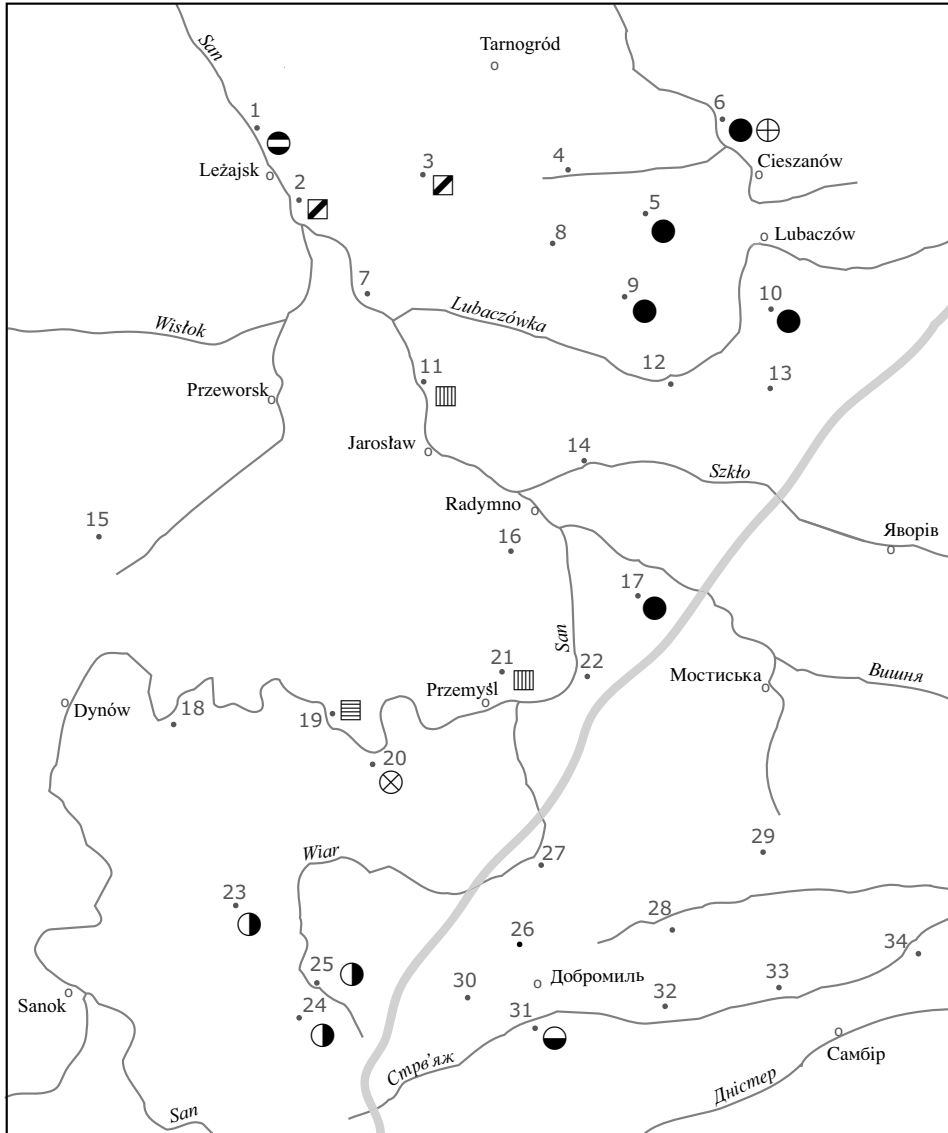 San
Tarnogród
1
6
Leżajsk
3
4
Cieszanów
2
5
8
Lubaczów
7
9
10
Wisłok
Lubaczówka
11
12
13
Przeworsk
Jarosław
14
Szkło
Radymno
15
16
Яворів
17
San
21
22
Przemyśl
Мостиська
Вишня
Dynów
18
19
20
Wiar
27
29
23
28
26
34
25
30
Добромиль
33
Sanok
24
31
32
Стрв’яж
Самбір
San
Дністер